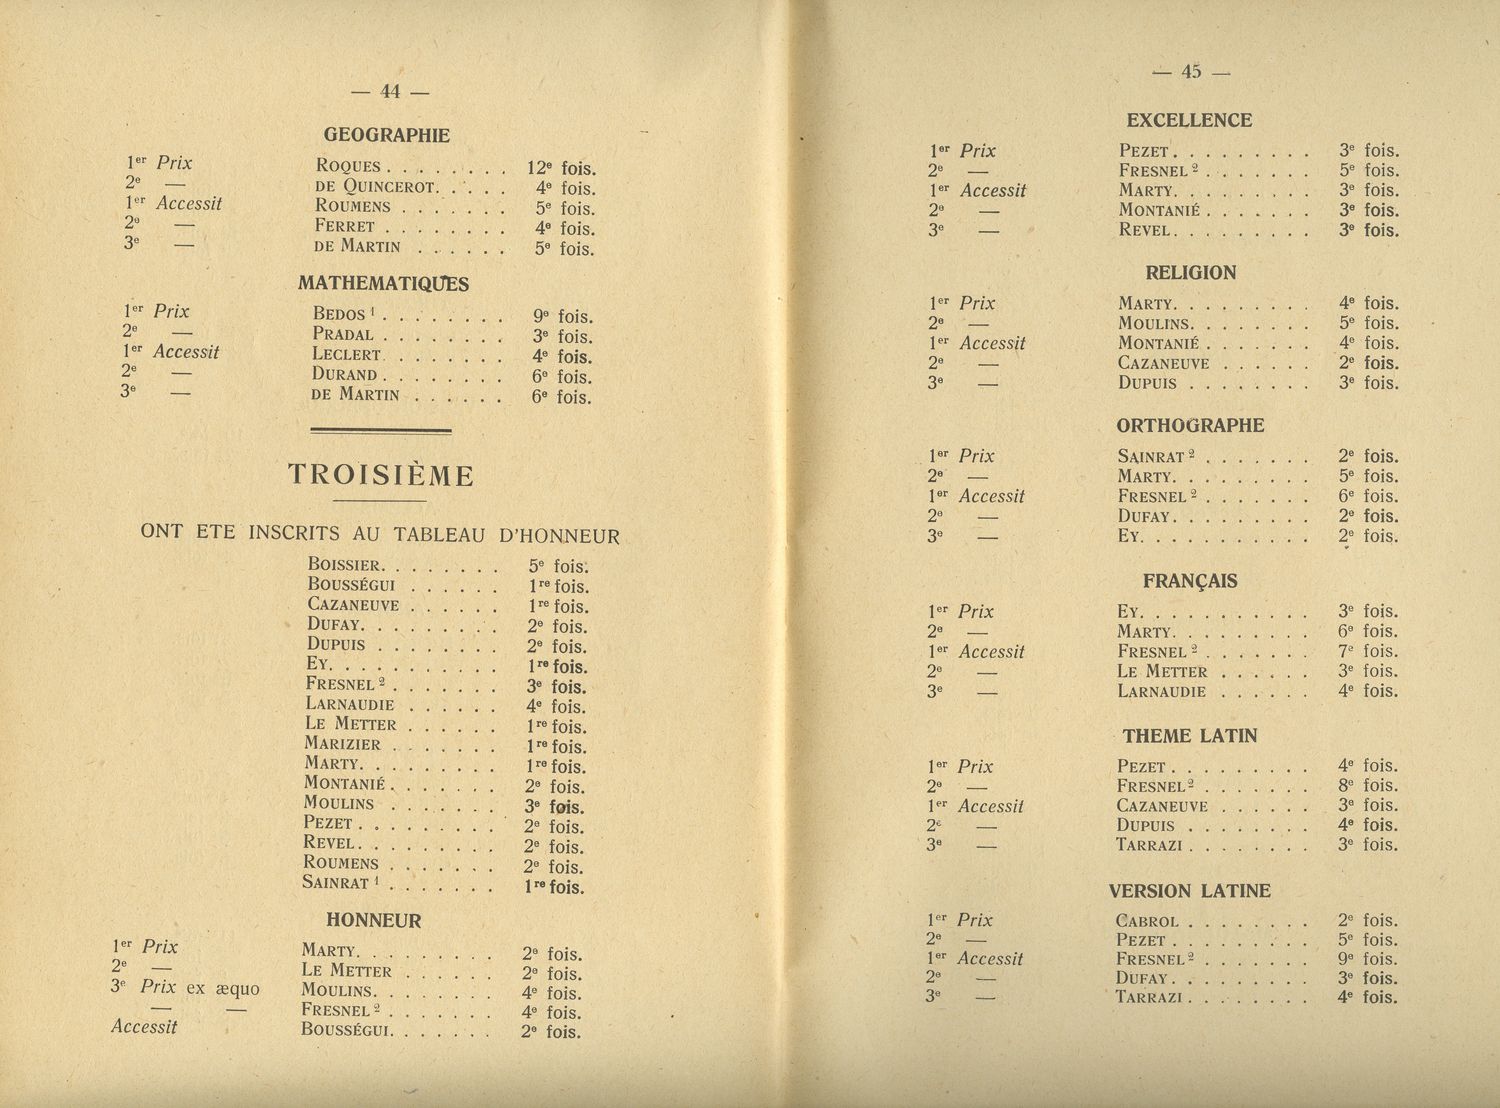 — 44 —
GEOGRAPHIE
1er Prix ROQUES . . . . . . . . 12e fois.
2e — DE QUINCEROT. . . . . 4e fois.
1er Accessit ROUMENS . . . . . . . 5e fois.
2e — FERRET . . . . . . . . 4e fois.
3e — DE MARTIN . . . . . . 5e fois.
MATHEMATIQUES
1er Prix BEDOS 1 . . . . . . . . 9e fois.
2e — PRADAL . . . . . . . . 3e fois.
1er Accessit LECLERT. . . . . . . . 4e fois.
2e — DURAND . . . . . . . . 6e fois.
3e — DE MARTIN . . . . . . 6e fois.
TROISIÈME
ONT ETE INSCRITS AU TABLEAU D'HONNEUR
BOISSIER. . . . . . . . 5e fois.
BOUSSÉGUI . . . . . . 1re fois.
CAZANEUVE . . . . . . 1re fois.
DUFAY. . . . . . . . . 2e fois.
DUPUIS . . . . . . . . 2e fois.
EY. . . . . . . . . . . 1re fois.
FRESNEL 2 . . . . . . . 3e fois.
LARNAUDIE . . . . . . 4e fois.
LE METTER . . . . . . 1re fois.
MARIZIER . . . . . . . 1re fois.
MARTY. . . . . . . . . 1re fois.
MONTANIÉ . . . . . . . 2e fois.
MOULINS . . . . . . . 3e fois.
PEZET . . . . . . . . . 2e fois.
REVEL. . . . . . . . . 2e fois.
ROUMENS . . . . . . . 2e fois.
SAINRAT 1 . . . . . . . 1re fois.
HONNEUR
1er Prix MARTY. . . . . . . . . 2e fois.
2e — LE METTER . . . . . . 2e fois.
3e Prix ex æquo MOULINS. . . . . . . . 4e fois.
— — FRESNEL 2 . . . . . . . 4e fois.
Accessit BOUSSÉGUI. . . . . . . 2e fois.
— 45 —
EXCELLENCE
1er Prix PEZET . . . . . . . . . 3e fois.
2e — FRESNEL 2 . . . . . . . 5e fois.
1er Accessit MARTY. . . . . . . . . 3e fois.
2e — MONTANIÉ . . . . . . . 3e fois.
3e — REVEL. . . . . . . . . 3e fois.
RELIGION
1er Prix MARTY. . . . . . . . . 4e fois.
2e — MOULINS. . . . . . . . 5e fois.
1er Accessit MONTANIÉ . . . . . . . 4e fois.
2e — CAZANEUVE . . . . . . 2e fois.
3e — DUPUIS . . . . . . . . 3e fois.
ORTHOGRAPHE
1er Prix SAINRAT 2 . . . . . . . 2e fois.
2e — MARTY. . . . . . . . . 5e fois.
1er Accessit FRESNEL 2 . . . . . . . 6e fois.
2e — DUFAY. . . . . . . . . 2e fois.
3e — EY. . . . . . . . . . . 2e fois.
FRANÇAIS
1er Prix EY. . . . . . . . . . . 3e fois.
2e — MARTY. . . . . . . . . 6e fois.
1er Accessit FRESNEL 2 . . . . . . . 7e fois.
2e — LE METTER . . . . . . 3e fois.
3e — LARNAUDIE . . . . . . 4e fois.
THEME LATIN
1er Prix PEZET . . . . . . . . . 4e fois.
2e — FRESNEL 2 . . . . . . . 8e fois.
1er Accessit CAZANEUVE . . . . . . 3e fois.
2e — DUPUIS . . . . . . . . 4e fois.
3e — TARRAZI . . . . . . . . 3e fois.
VERSION LATINE
1er Prix CABROL . . . . . . . . 2e fois.
2e — PEZET . . . . . . . . . 5e fois.
1er Accessit FRESNEL 2 . . . . . . . 9e fois.
2e — DUFAY. . . . . . . . . 3e fois.
3e — TARRAZI . . . . . . . . 4e fois.